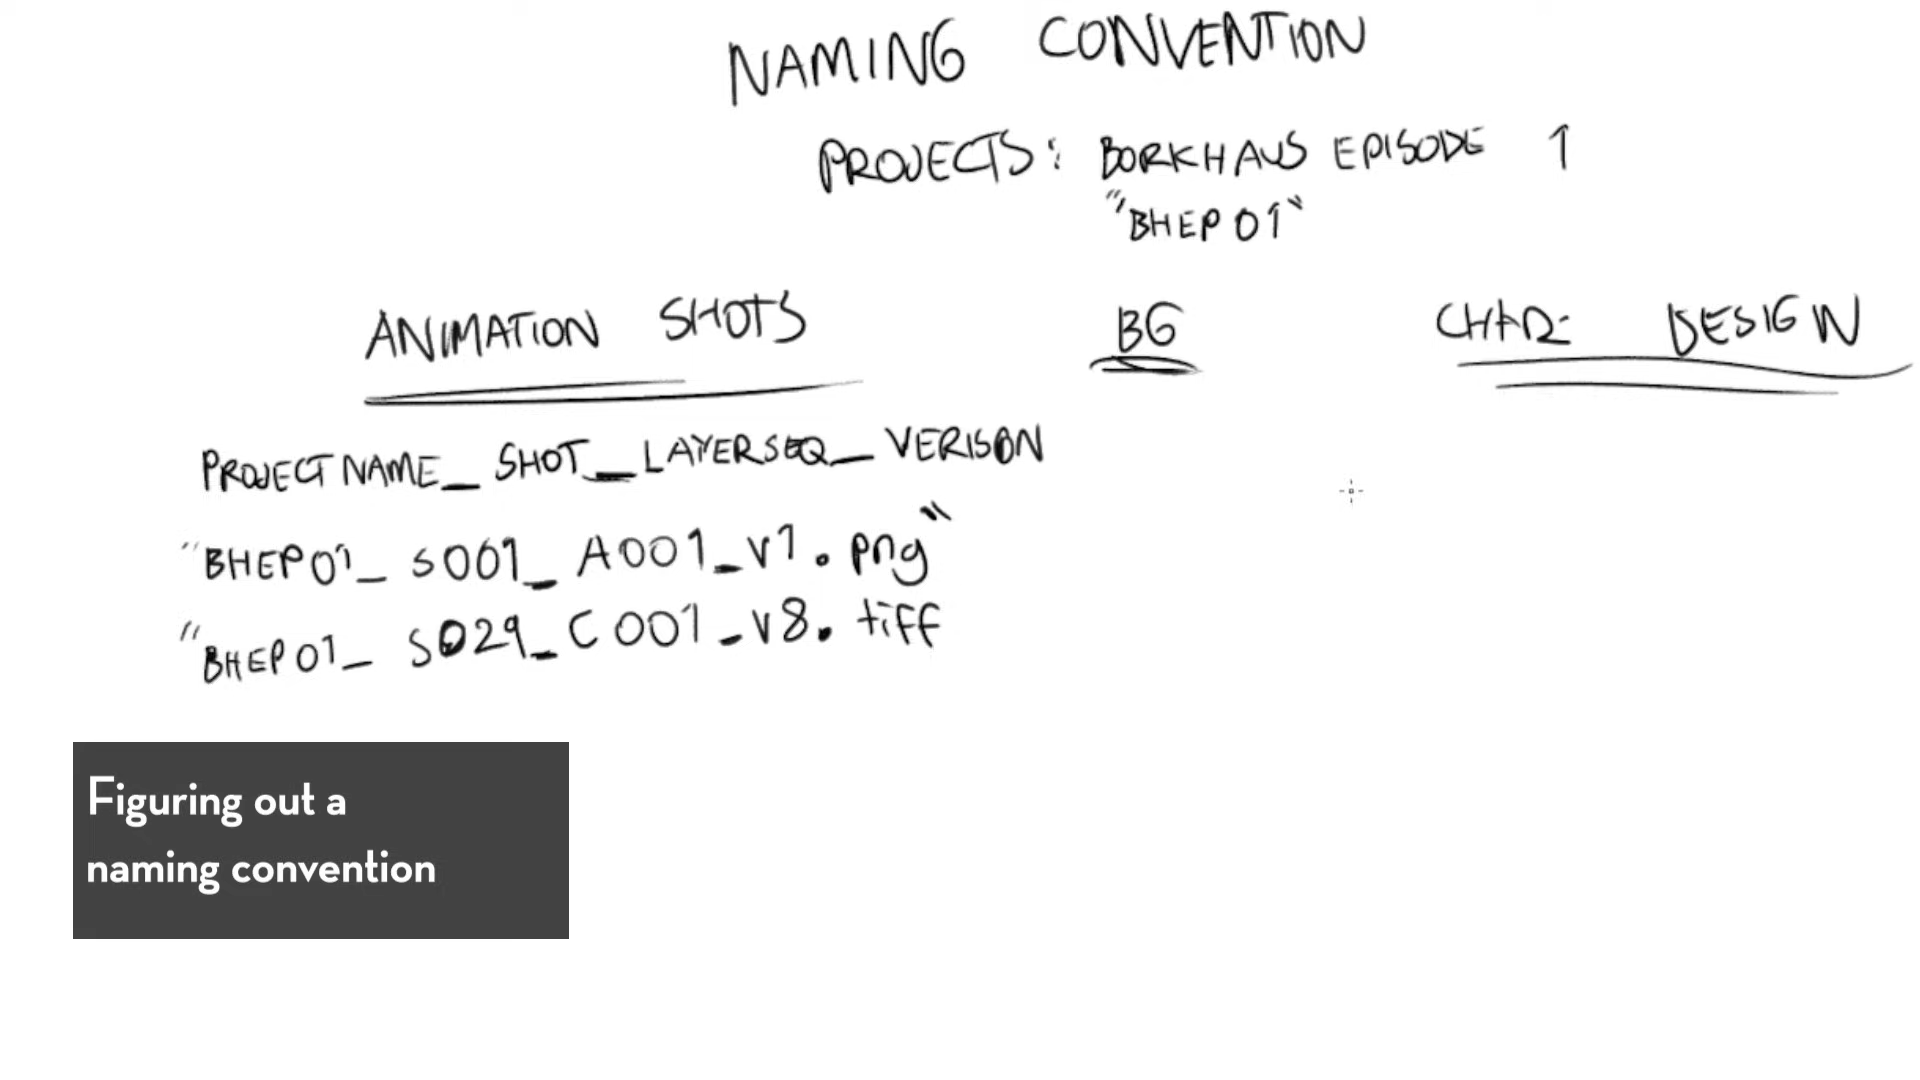 NAMING CONVENTION
PROJECTS: BORKHAUS EPISODE 1
"BHEP01"
ANIMATION SHOTS
BG
CHAR: DESIGN
PROJECTNAME_SHOT_LAYERSEQ_VERISON
"BHEP01_S001_A001_v1.png"
"BHEP01_S029_C001_v8.tiff
Figuring out a
naming convention